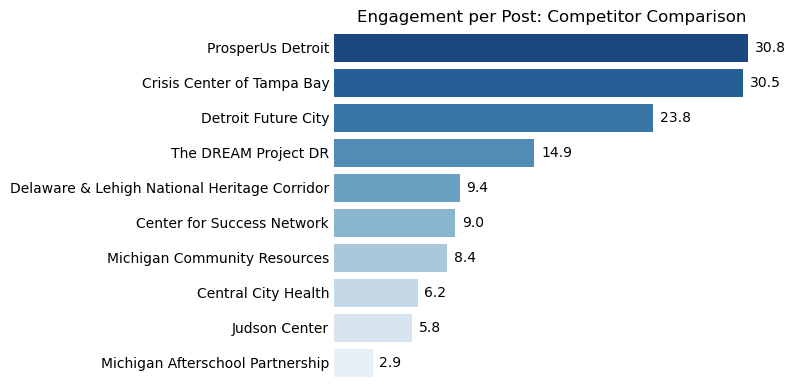 Engagement per Post: Competitor Comparison
ProsperUs Detroit 30.8
Crisis Center of Tampa Bay 30.5
Detroit Future City 23.8
The DREAM Project DR 14.9
Delaware & Lehigh National Heritage Corridor 9.4
Center for Success Network 9.0
Michigan Community Resources 8.4
Central City Health 6.2
Judson Center 5.8
Michigan Afterschool Partnership 2.9